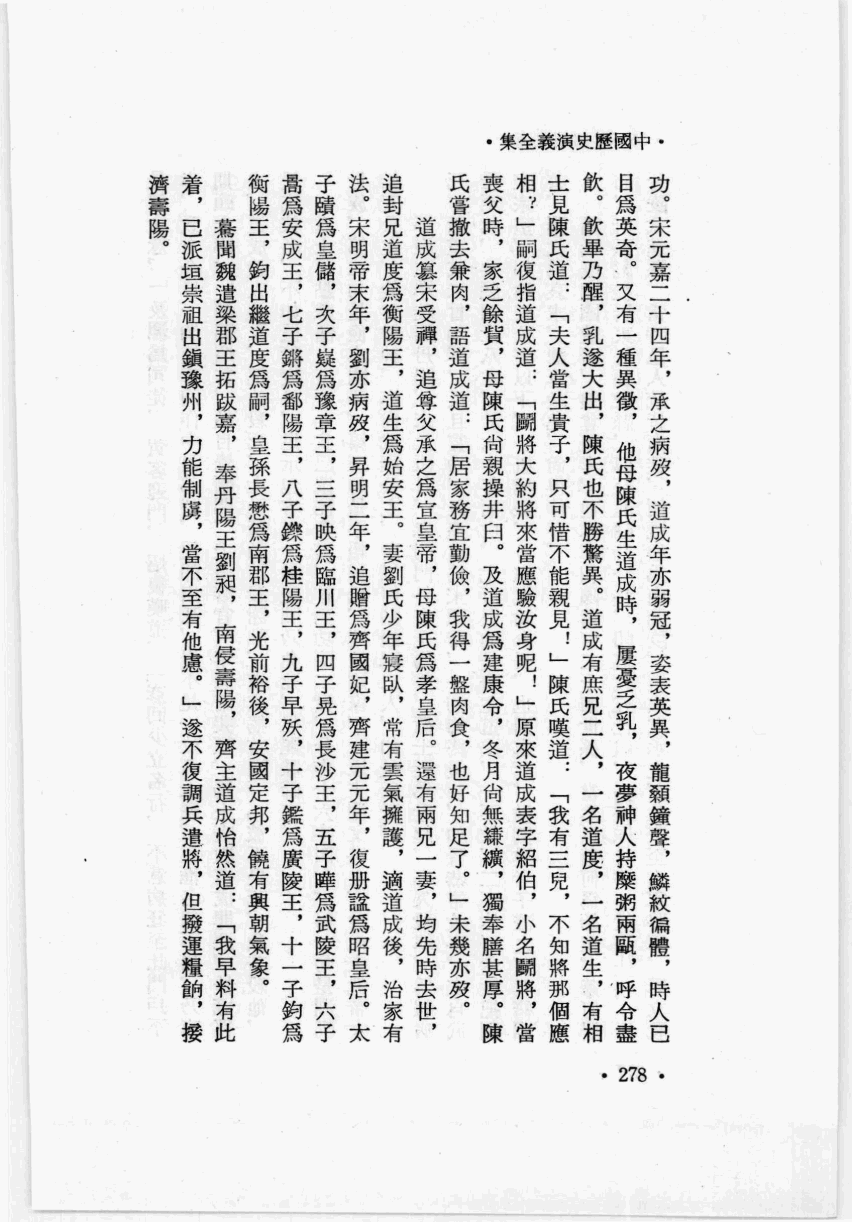 •中國歷史演義全集•
功。宋元嘉二十四年，承之病歿，道成年亦弱冠，姿表英異，龍顙鐘聲，鱗紋徧體，時人已
目爲英奇。又有一種異徵，他母陳氏生道成時，屢憂乏乳，夜夢神人持糜粥兩甌，呼令盡
飲。飲畢乃醒，乳遂大出，陳氏也不勝驚異。道成有庶兄二人，一名道度，一名道生，有相
士見陳氏道：「夫人當生貴子，只可惜不能親見！」陳氏嘆道：「我有三兒，不知將那個應
相？」嗣復指道成道：「鬭將大約將來當應驗汝身呢！」原來道成表字紹伯，小名鬭將，當
喪父時，家乏餘貲，母陳氏尙親操井臼。及道成爲建康令，冬月尙無縑纊，獨奉膳甚厚。陳
氏嘗撤去兼肉，語道成道：「居家務宜勤儉，我得一盤肉食，也好知足了。」未幾亦歿。
道成篡宋受禪，追尊父承之爲宣皇帝，母陳氏爲孝皇后。還有兩兄一妻，均先時去世，
追封兄道度爲衡陽王，道生爲始安王。妻劉氏少年寢臥，常有雲氣擁護，適道成後，治家有
法。宋明帝末年，劉亦病歿，昇明二年，追贈爲齊國妃，齊建元元年，復册諡爲昭皇后。太
子賾爲皇儲，次子嶷爲豫章王，三子映爲臨川王，四子晃爲長沙王，五子曄爲武陵王，六子
暠爲安成王，七子鏘爲鄱陽王，八子鑠爲桂陽王，九子早殀，十子鑑爲廣陵王，十一子鈞爲
衡陽王，鈞出繼道度爲嗣，皇孫長懋爲南郡王，光前裕後，安國定邦，饒有興朝氣象。
驀聞魏遣梁郡王拓跋嘉，奉丹陽王劉昶，南侵壽陽，齊主道成怡然道：「我早料有此
着，已派垣崇祖出鎭豫州，力能制虜，當不至有他慮。」遂不復調兵遣將，但撥運糧餉，接
濟壽陽。
•278•